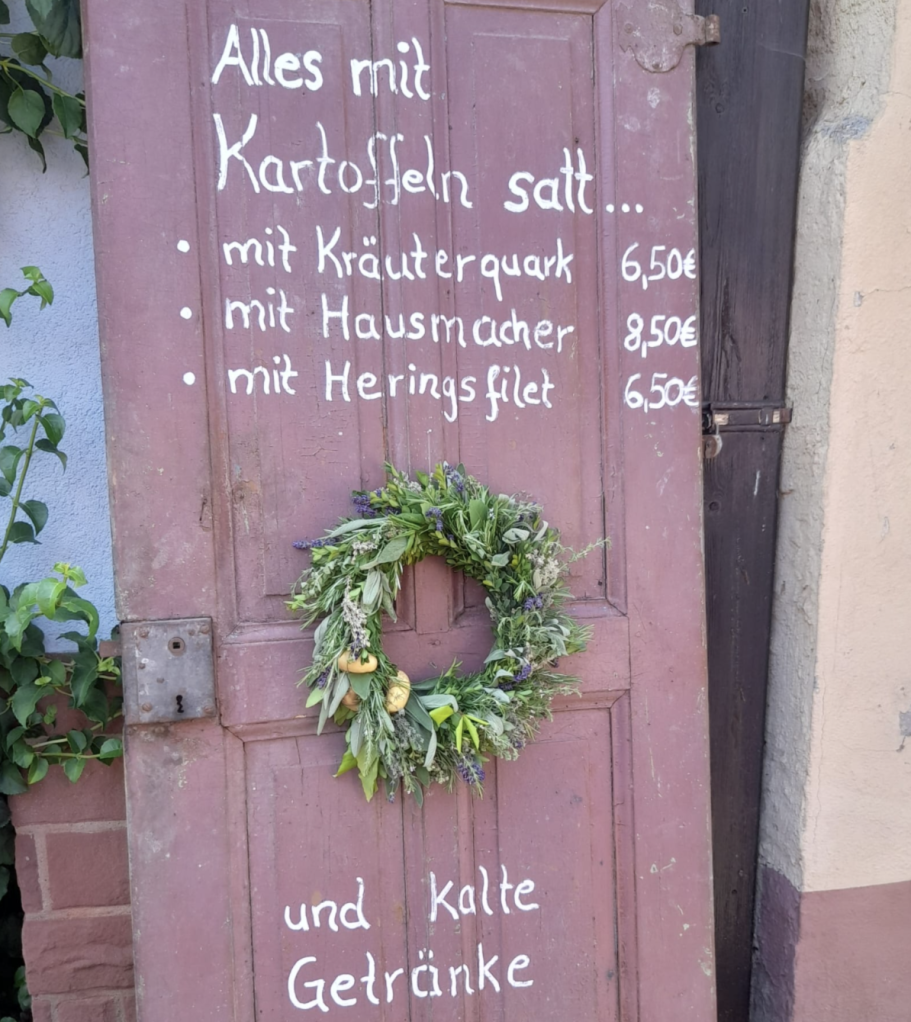 Alles mit
Kartoffeln satt...
• mit Kräuterquark 6,50€
• mit Hausmacher 8,50€
• mit Heringsfilet 6,50€
und kalte
Getränke